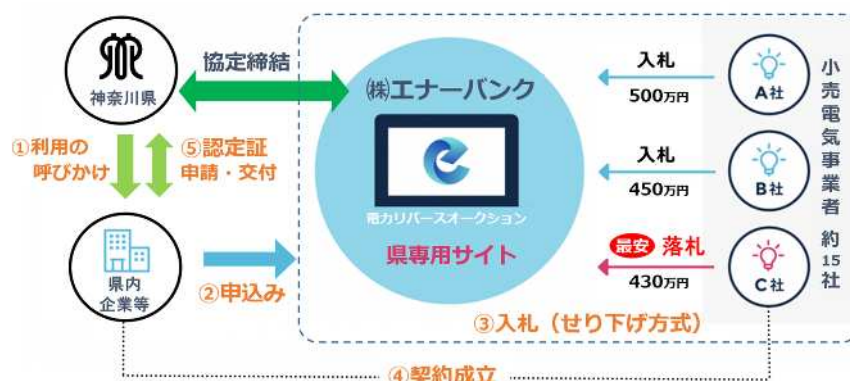 神奈川県
協定締結
㈱エナーバンク
電力リバースオークション
県専用サイト
①利用の
呼びかけ
⑤認定証
申請・交付
県内
企業等
②申込み
入札
500万円
A社
入札
450万円
B社
最安 落札
430万円
C社
小売電気事業者 約15社
③入札（せり下げ方式）
④契約成立